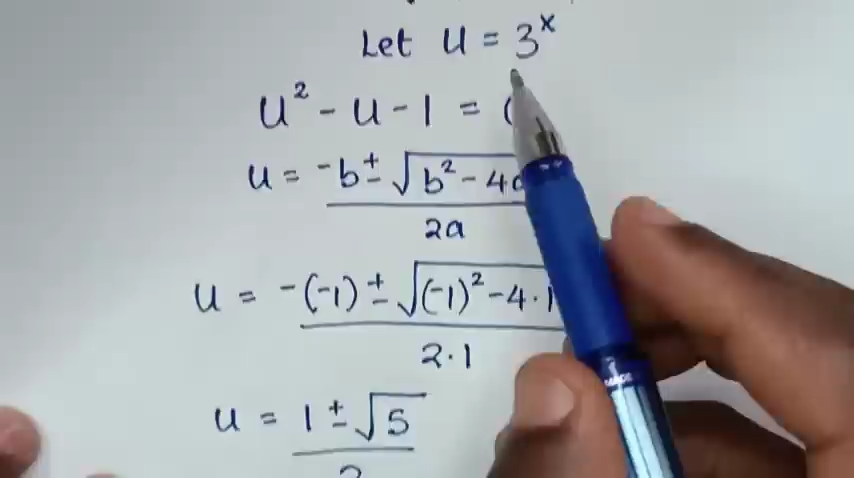 Let u = 3^x
u² - u - 1 =
u = -b ± √b² - 4
2a
u = -(-1) ± √(-1)² - 4 · 1
2 · 1
u = 1 ± √5